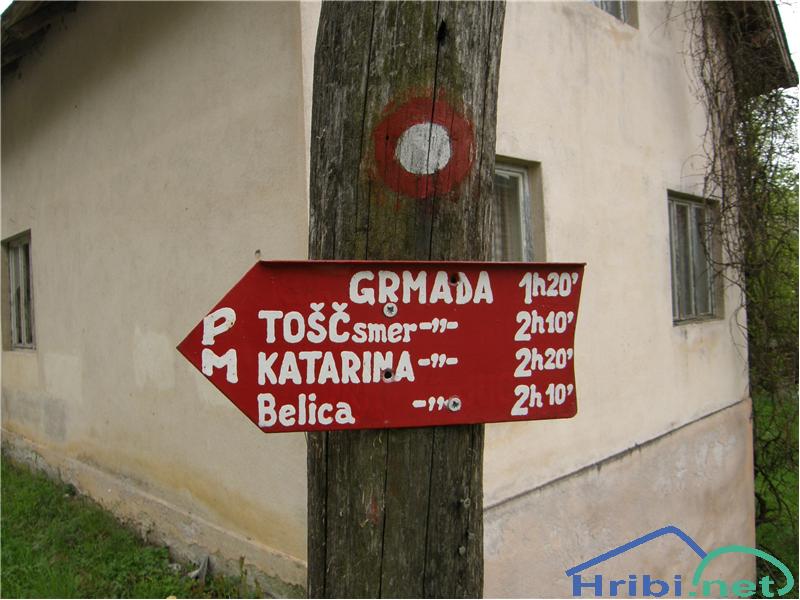 GRMADA 1h20'
P TOŠČ smer -"- 2h10'
M KATARINA -"- 2h20'
Belica -"- 2h10'
Hribi.net